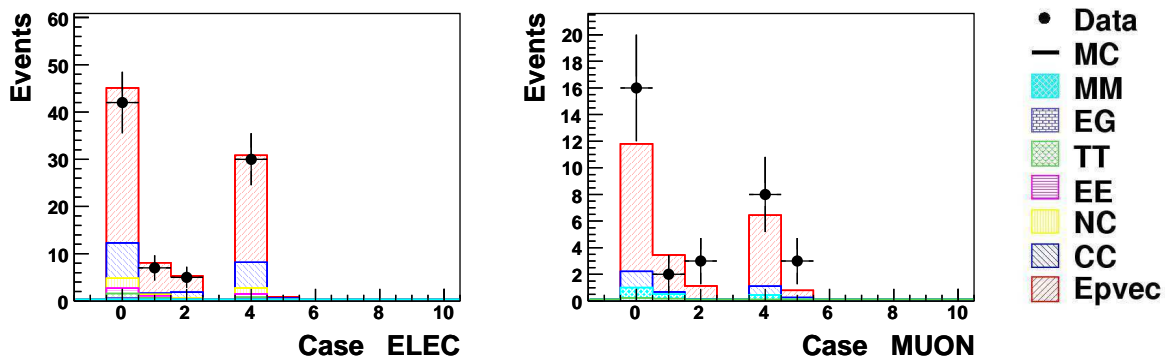 Events
60
50
40
30
20
10
0
0 2 4 6 8 10
Case ELEC
Events
20
18
16
14
12
10
8
6
4
2
0
0 2 4 6 8 10
Case MUON
Data
MC
MM
EG
TT
EE
NC
CC
Epvec